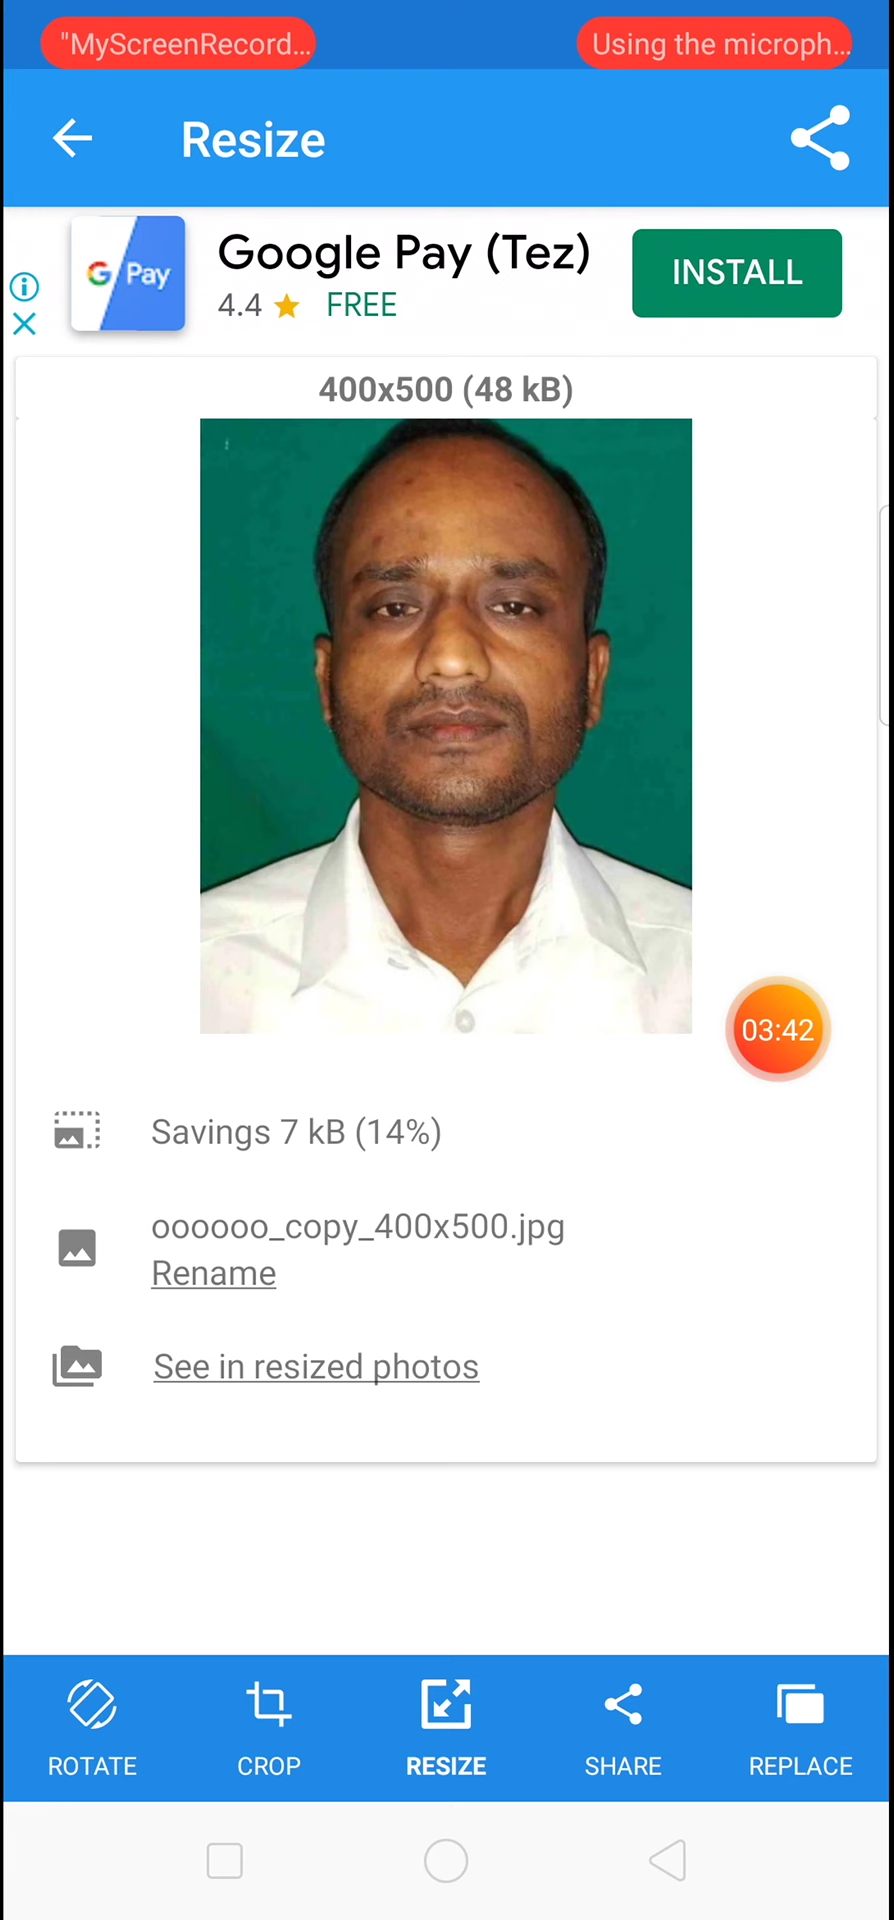 "MyScreenRecord...
Using the microph...
Resize
G Pay
Google Pay (Tez)
4.4 ★ FREE
INSTALL
400x500 (48 kB)
03:42
Savings 7 kB (14%)
oooooo_copy_400x500.jpg
Rename
See in resized photos
ROTATE
CROP
RESIZE
SHARE
REPLACE